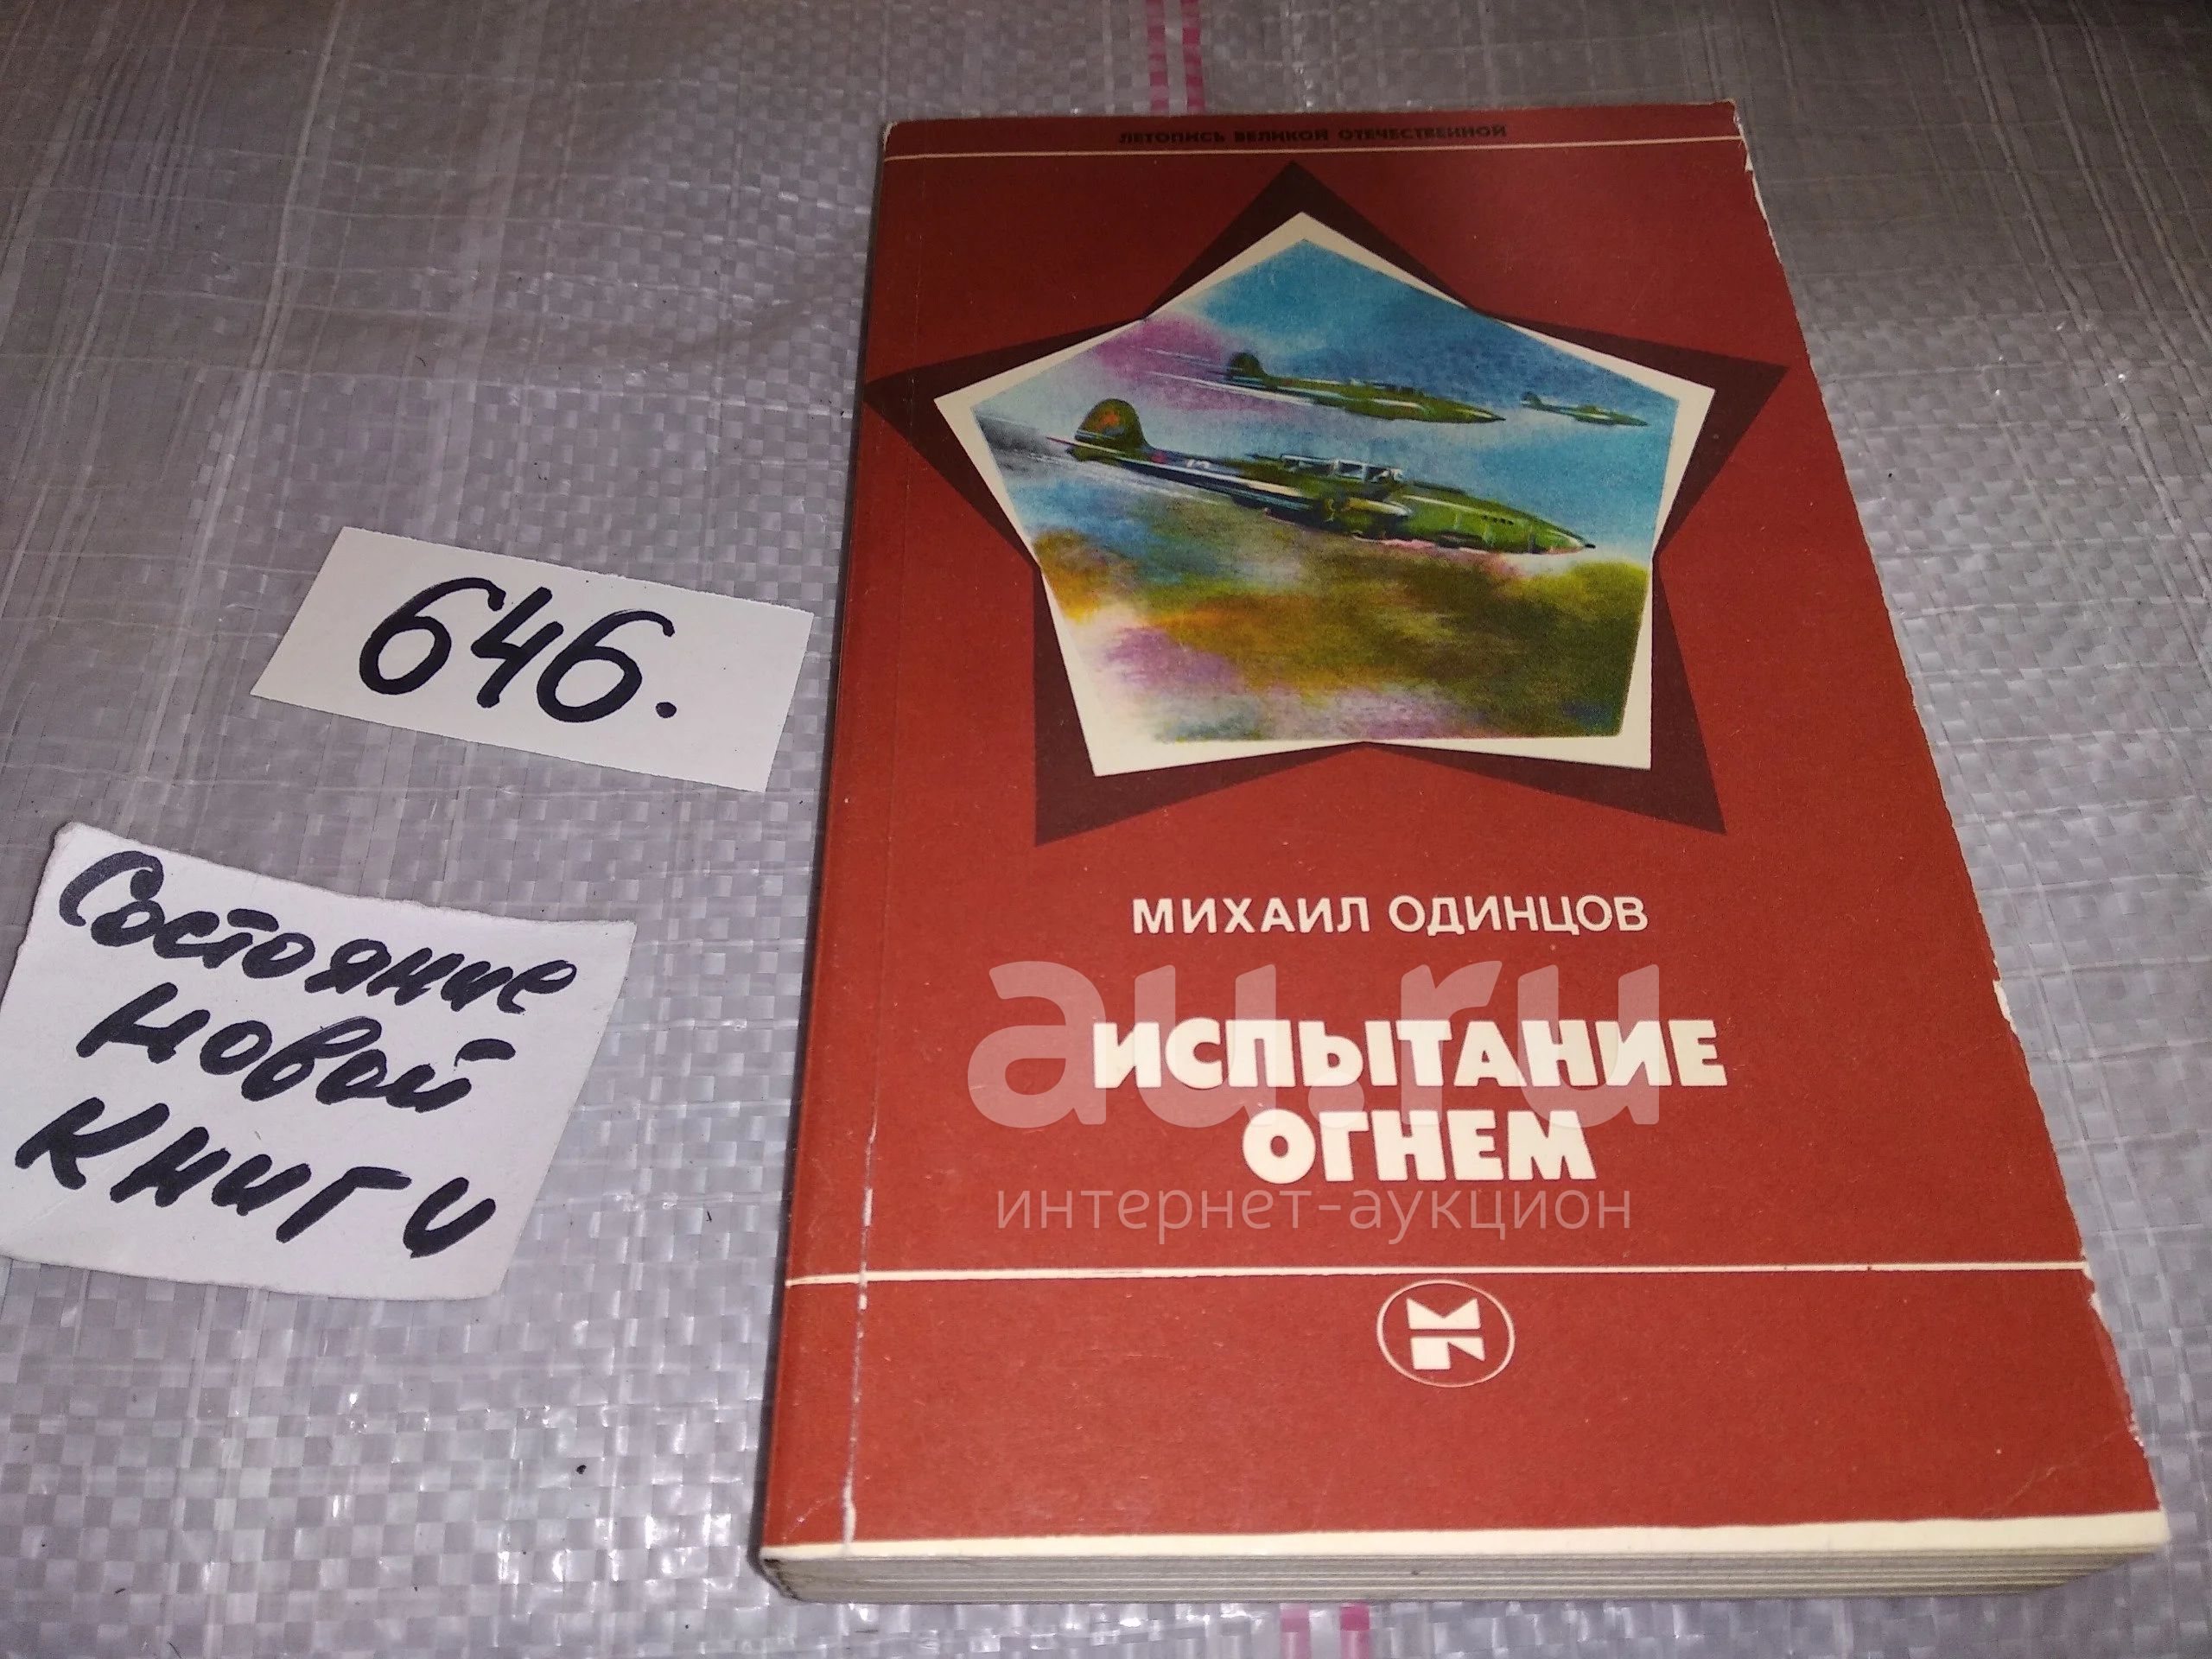 ЛЕТОПИСЬ ВЕЛИКОЙ ОТЕЧЕСТВЕННОЙ
646.
Состояние
новой
книги
МИХАИЛ ОДИНЦОВ
au.ru
ИСПЫТАНИЕ
ОГНЕМ
интернет-аукцион
МГ